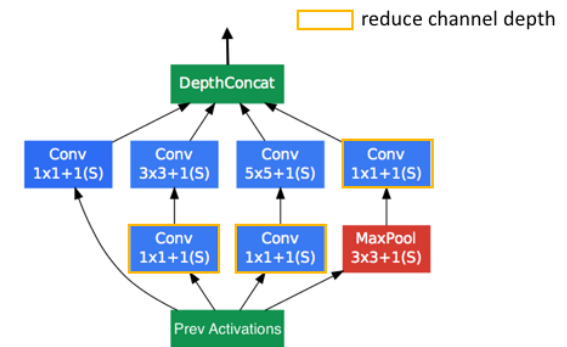 reduce channel depth
DepthConcat
Conv
1x1+1(S)
Conv
3x3+1(S)
Conv
5x5+1(S)
Conv
1x1+1(S)
Conv
1x1+1(S)
Conv
1x1+1(S)
MaxPool
3x3+1(S)
Prev Activations